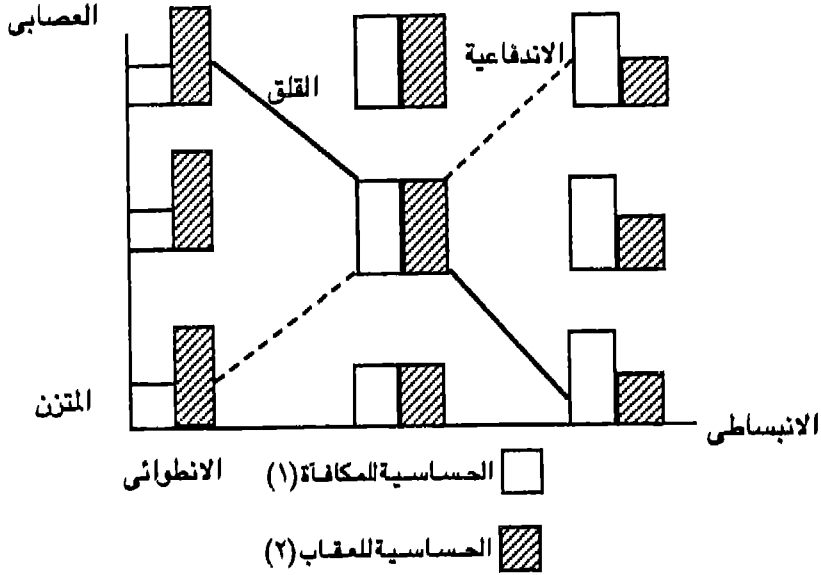 العصابى
الاندفاعية
القلق
المتزن
الانبساطى
الانطوائى
الحساسية للمكافأة (١)
الحساسية للعقاب (٢)